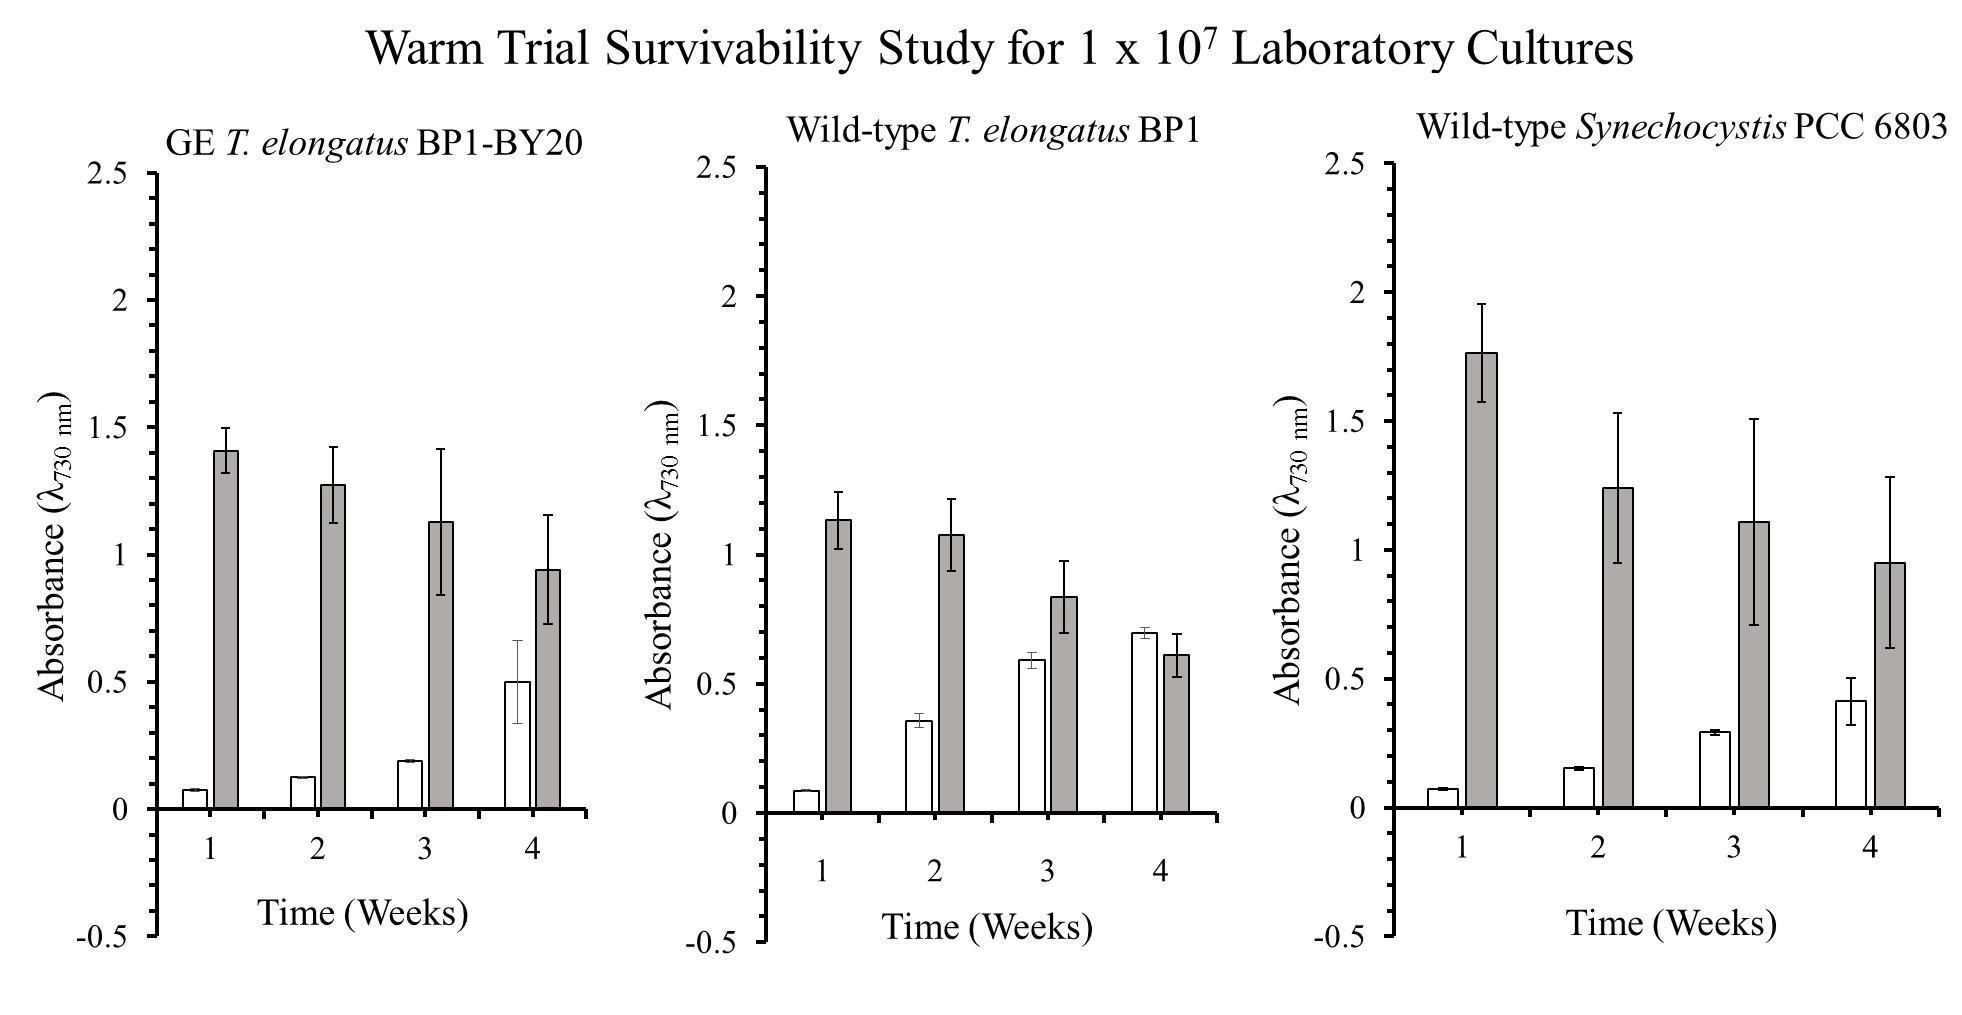 Warm Trial Survivability Study for 1 x 10⁷ Laboratory Cultures
GE T. elongatus BP1-BY20
2.5
2
1.5
1
0.5
0
-0.5
Absorbance (λ730 nm)
1 2 3 4
Time (Weeks)
Wild-type T. elongatus BP1
2.5
2
1.5
1
0.5
0
-0.5
Absorbance (λ730 nm)
1 2 3 4
Time (Weeks)
Wild-type Synechocystis PCC 6803
2.5
2
1.5
1
0.5
0
-0.5
Absorbance (λ730 nm)
1 2 3 4
Time (Weeks)